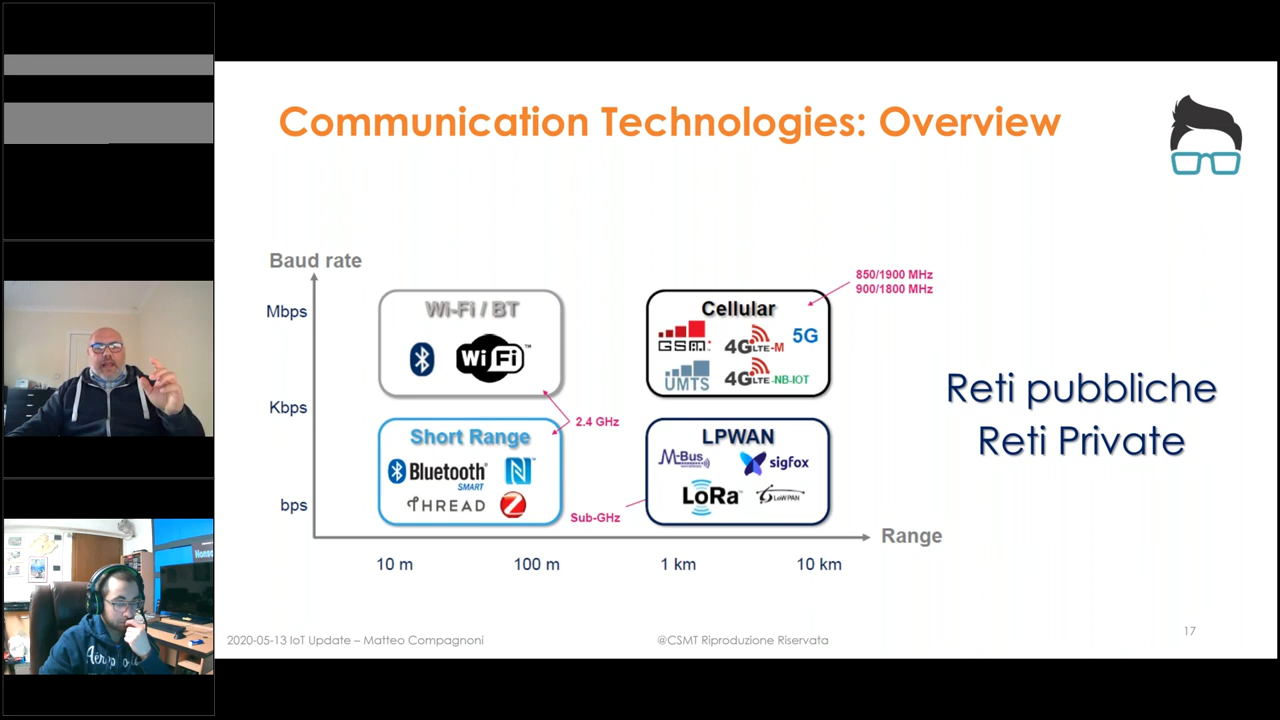 Communication Technologies: Overview
Baud rate
850/1900 MHz
900/1800 MHz
Mbps
Wi-Fi / BT
WiFi™
Cellular
GSM
4G LTE-M
5G
UMTS
4G LTE-NB-IOT
Kbps
2.4 GHz
Reti pubbliche
Reti Private
Short Range
Bluetooth®
SMART
THREAD
LPWAN
M-Bus
sigfox
LoRa™
6LoWPAN
bps
Sub-GHz
Range
10 m
100 m
1 km
10 km
2020-05-13 IoT Update – Matteo Compagnoni
@CSMT Riproduzione Riservata
17